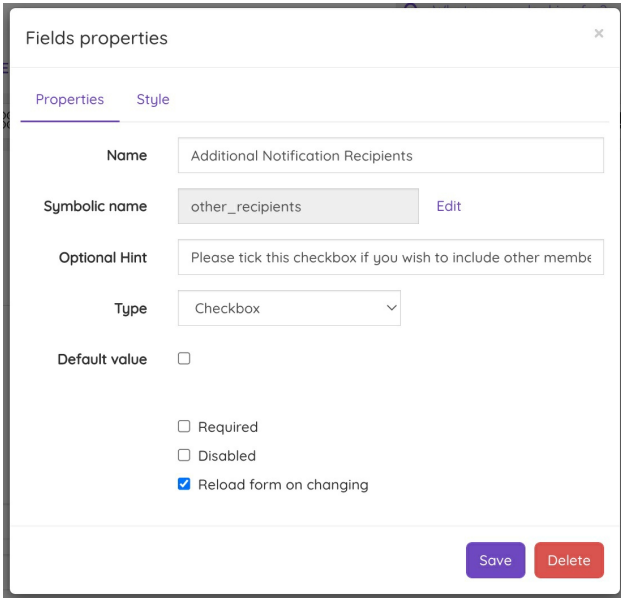 Fields properties
×
Properties Style
Name Additional Notification Recipients
Symbolic name other_recipients Edit
Optional Hint Please tick this checkbox if you wish to include other membe
Type Checkbox
Default value
Required
Disabled
Reload form on changing
Save Delete